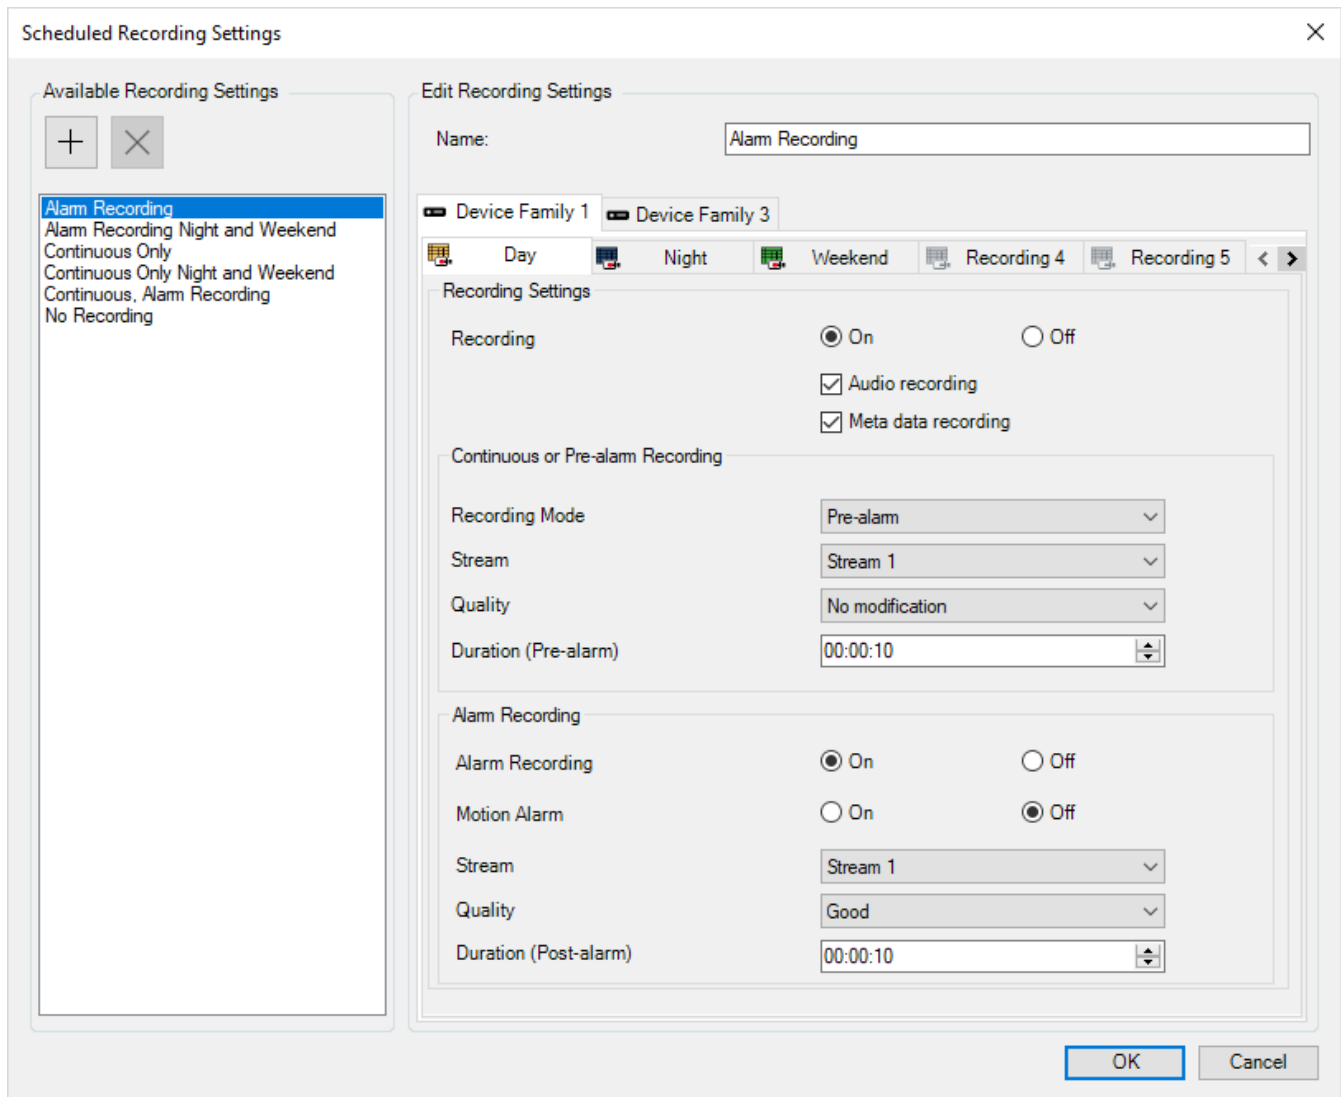 Scheduled Recording Settings
Available Recording Settings
Alarm Recording
Alarm Recording Night and Weekend
Continuous Only
Continuous Only Night and Weekend
Continuous, Alarm Recording
No Recording
Edit Recording Settings
Name: Alarm Recording
Device Family 1 Device Family 3
Day Night Weekend Recording 4 Recording 5
Recording Settings
Recording On Off
Audio recording
Meta data recording
Continuous or Pre-alarm Recording
Recording Mode Pre-alarm
Stream Stream 1
Quality No modification
Duration (Pre-alarm) 00:00:10
Alarm Recording
Alarm Recording On Off
Motion Alarm On Off
Stream Stream 1
Quality Good
Duration (Post-alarm) 00:00:10
OK Cancel